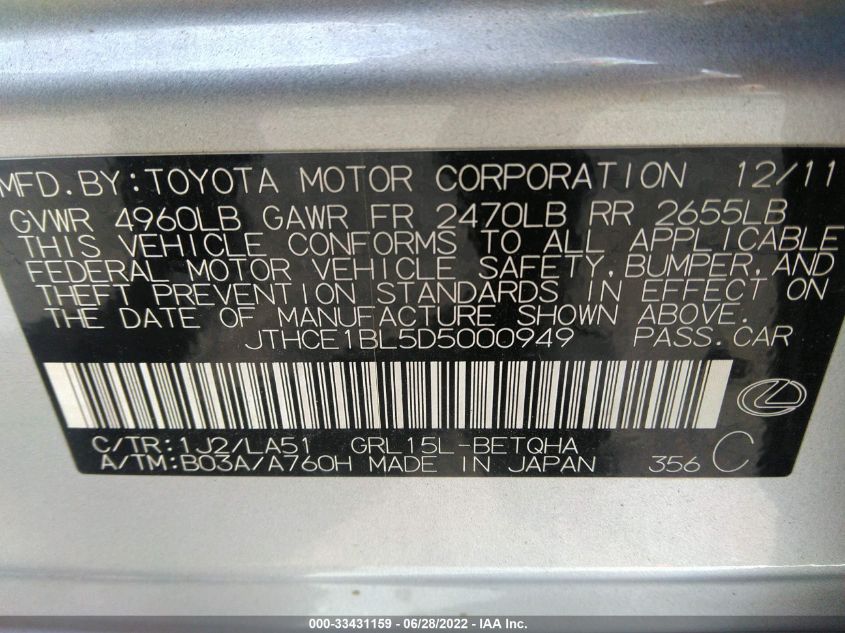 MFD. BY: TOYOTA MOTOR CORPORATION 12/11
GVWR 4960LB GAWR FR 2470LB RR 2655LB
THIS VEHICLE CONFORMS TO ALL APPLICABLE
FEDERAL MOTOR VEHICLE SAFETY, BUMPER, AND
THEFT PREVENTION STANDARDS IN EFFECT ON
THE DATE OF MANUFACTURE SHOWN ABOVE.
JTHCE1BL5D5000949 PASS. CAR
C/TR: 1J2/LA51 GRL15L-BETQHA
A/TM: B03A/A760H MADE IN JAPAN 356 C
000-33431159 - 06/28/2022 - IAA Inc.